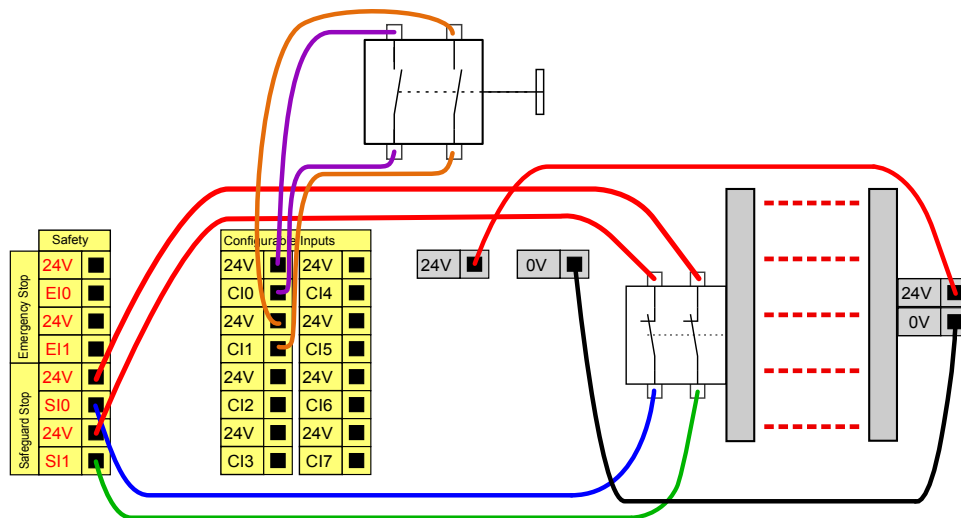 Safety
Emergency Stop
24V
EI0
24V
EI1
Safeguard Stop
24V
SI0
24V
SI1
Configurable Inputs
24V 24V
CI0 CI4
24V 24V
CI1 CI5
24V 24V
CI2 CI6
24V 24V
CI3 CI7
24V
0V
24V
0V